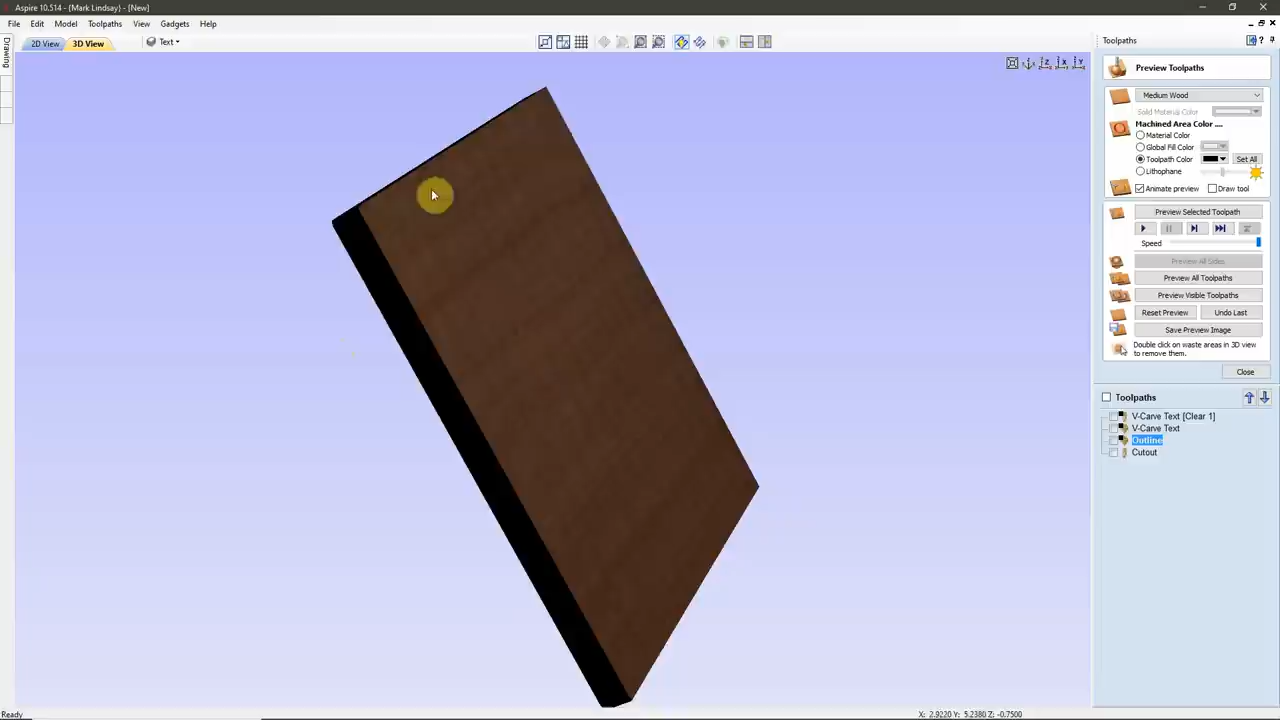 Aspire 10.514 - {Mark Lindsay} - [New]
File Edit Model Toolpaths View Gadgets Help
Drawing
2D View 3D View Text
Toolpaths
Preview Toolpaths
Medium Wood
Solid Material Color
Machined Area Color ....
Material Color
Global Fill Color
Toolpath Color Set All
Lithophane
Animate preview Draw tool
Preview Selected Toolpath
Speed
Preview All Sides
Preview All Toolpaths
Preview Visible Toolpaths
Reset Preview Undo Last
Save Preview Image
Double click on waste areas in 3D view
to remove them.
Close
Toolpaths
V-Carve Text [Clear 1]
V-Carve Text
Outline
Cutout
Ready X: 2.9220 Y: 5.2380 Z: -0.7500